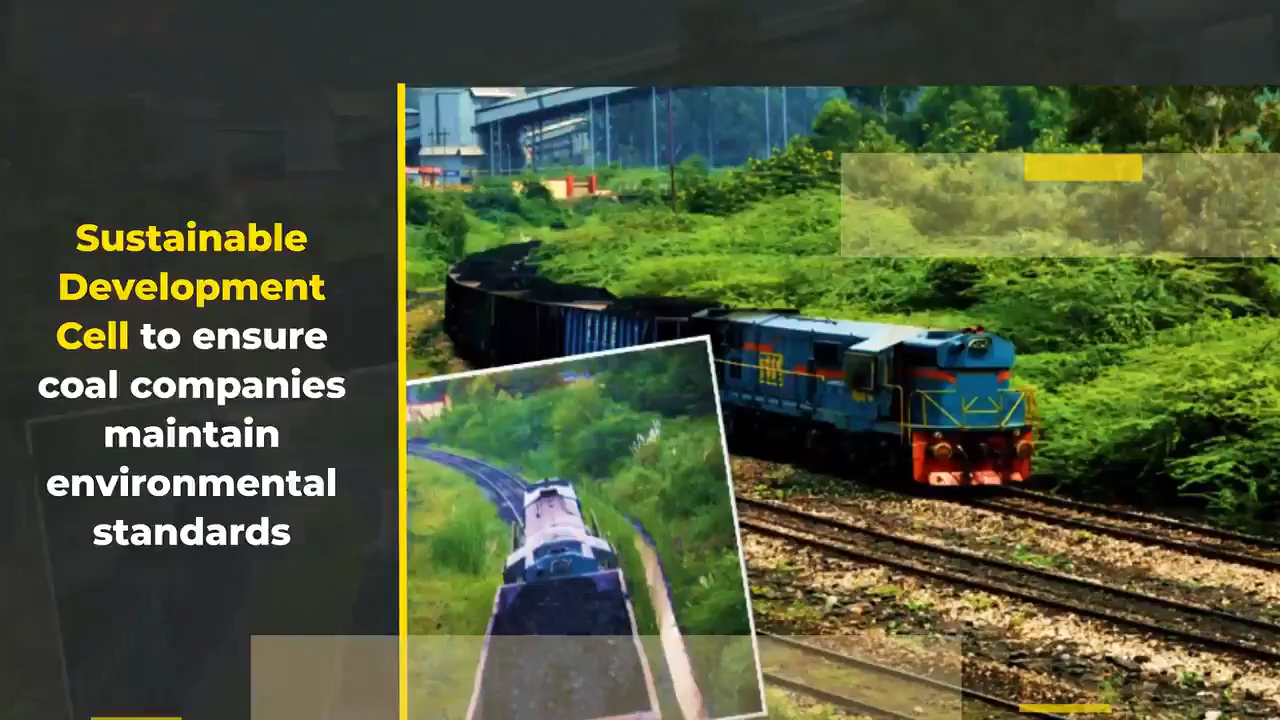 Sustainable
Development
Cell to ensure
coal companies
maintain
environmental
standards